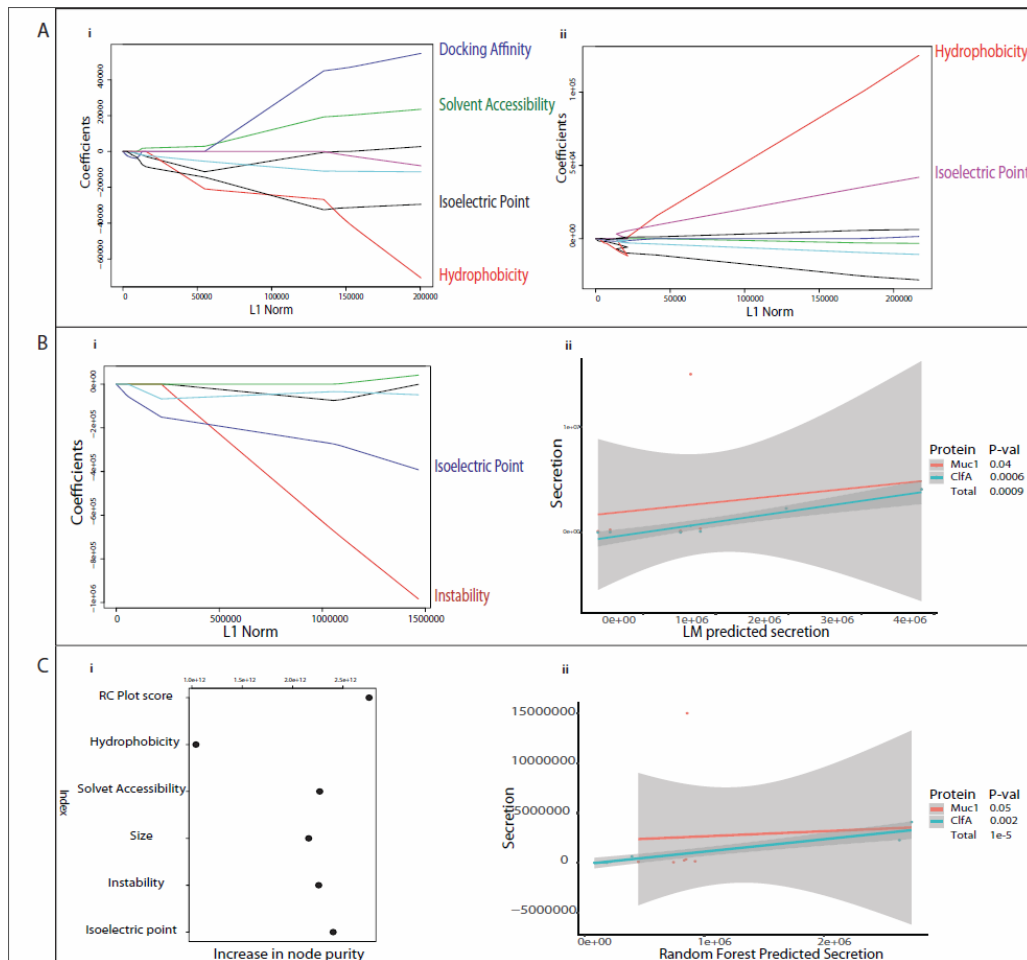 A
i
Docking Affinity
Solvent Accessibility
Isoelectric Point
Hydrophobicity
Coefficients
40000
20000
0
−20000
−40000
−60000
0 50000 100000 150000 200000
L1 Norm
ii
Hydrophobicity
Isoelectric Point
Coefficients
1e+05
5e+04
0e+00
0 50000 100000 150000 200000
L1 Norm
B
i
Isoelectric Point
Instability
Coefficients
0e+00
−2e+05
−4e+05
−6e+05
−8e+05
−1e+06
0 500000 1000000 1500000
L1 Norm
ii
Secretion
0e+00 1e+06 2e+06 3e+06 4e+06
LM predicted secretion
Protein P-val
Muc1 0.04
ClfA 0.0006
Total 0.0009
C
i
1.0e+12 1.5e+12 2.0e+12 2.5e+12
RC Plot score
Hydrophobicity
Solvet Accessibility
Size
Instability
Isoelectric point
Index
Increase in node purity
ii
Secretion
15000000
10000000
5000000
0
−5000000
0e+00 1e+06 2e+06
Random Forest Predicted Secretion
Protein P-val
Muc1 0.05
ClfA 0.002
Total 1e-5